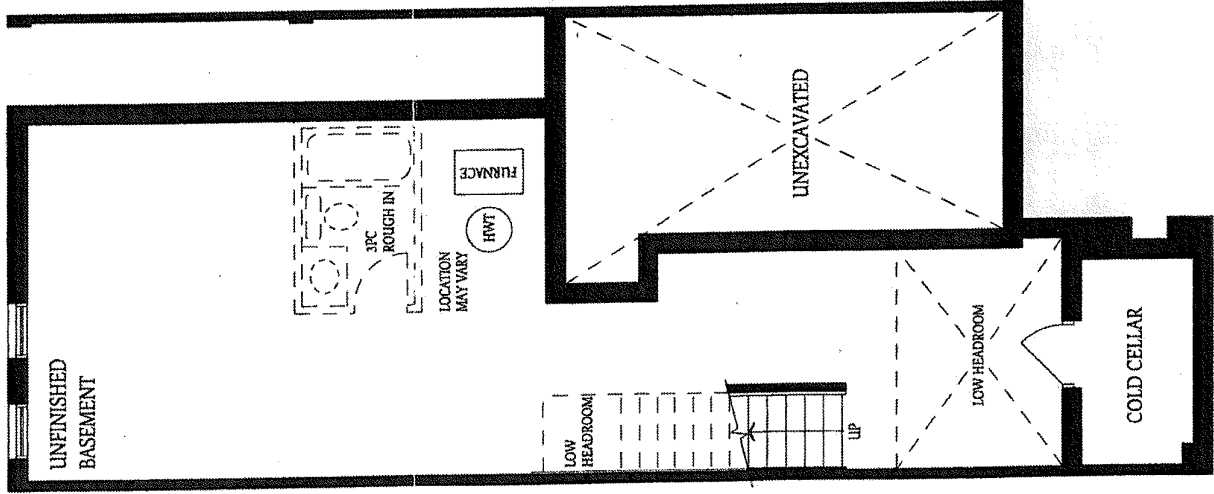 UNFINISHED
BASEMENT
3PC
ROUGH IN
FURNACE
HWT
LOCATION
MAY VARY
UNEXCAVATED
LOW
HEADROOM
UP
LOW HEADROOM
COLD CELLAR